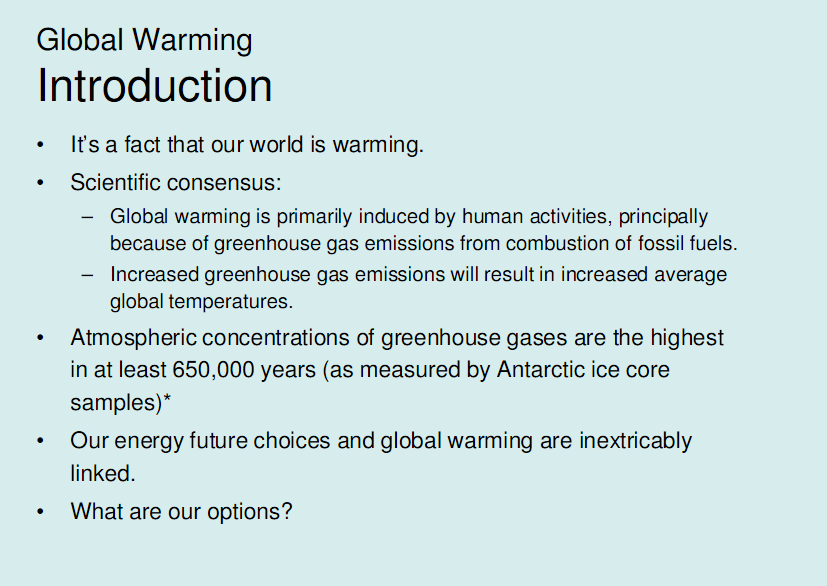 Global Warming
Introduction
• It's a fact that our world is warming.
• Scientific consensus:
– Global warming is primarily induced by human activities, principally
because of greenhouse gas emissions from combustion of fossil fuels.
– Increased greenhouse gas emissions will result in increased average
global temperatures.
• Atmospheric concentrations of greenhouse gases are the highest
in at least 650,000 years (as measured by Antarctic ice core
samples)*
• Our energy future choices and global warming are inextricably
linked.
• What are our options?